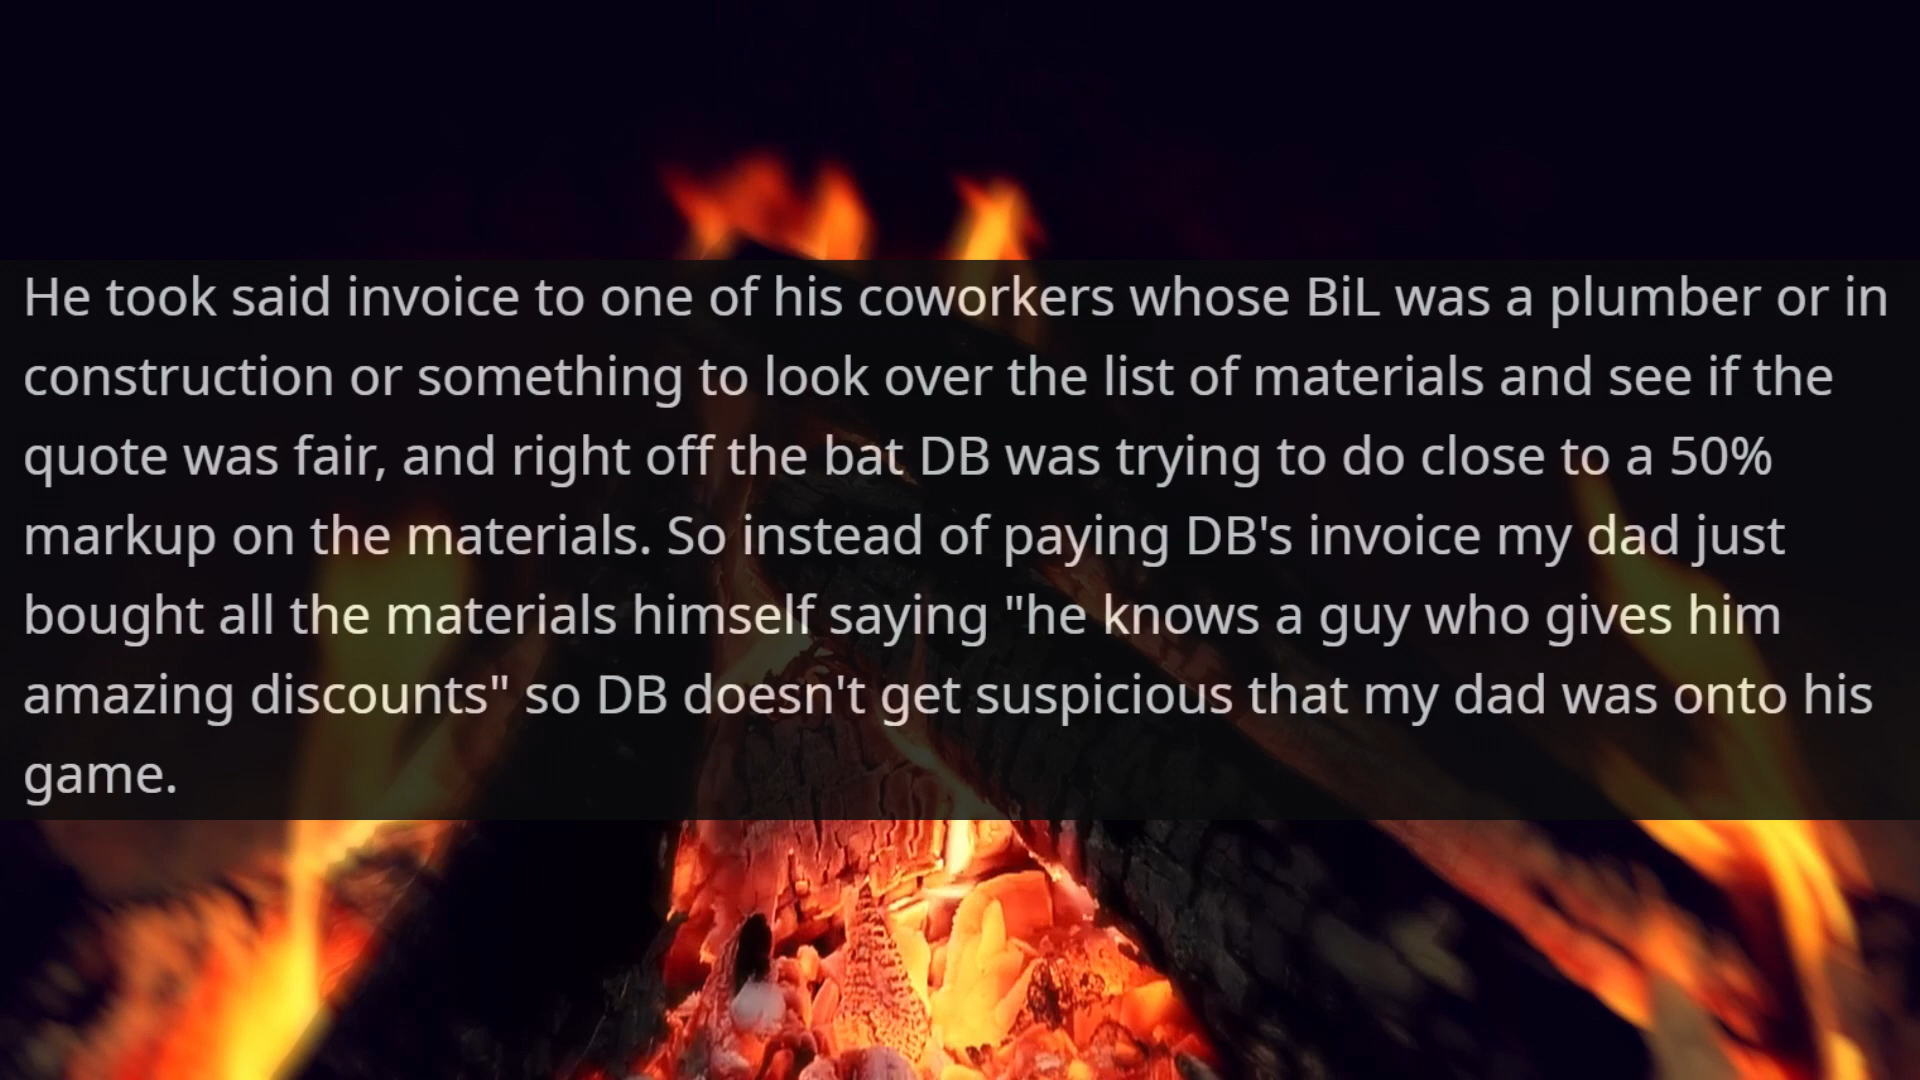 He took said invoice to one of his coworkers whose BiL was a plumber or in
construction or something to look over the list of materials and see if the
quote was fair, and right off the bat DB was trying to do close to a 50%
markup on the materials. So instead of paying DB's invoice my dad just
bought all the materials himself saying "he knows a guy who gives him
amazing discounts" so DB doesn't get suspicious that my dad was onto his
game.